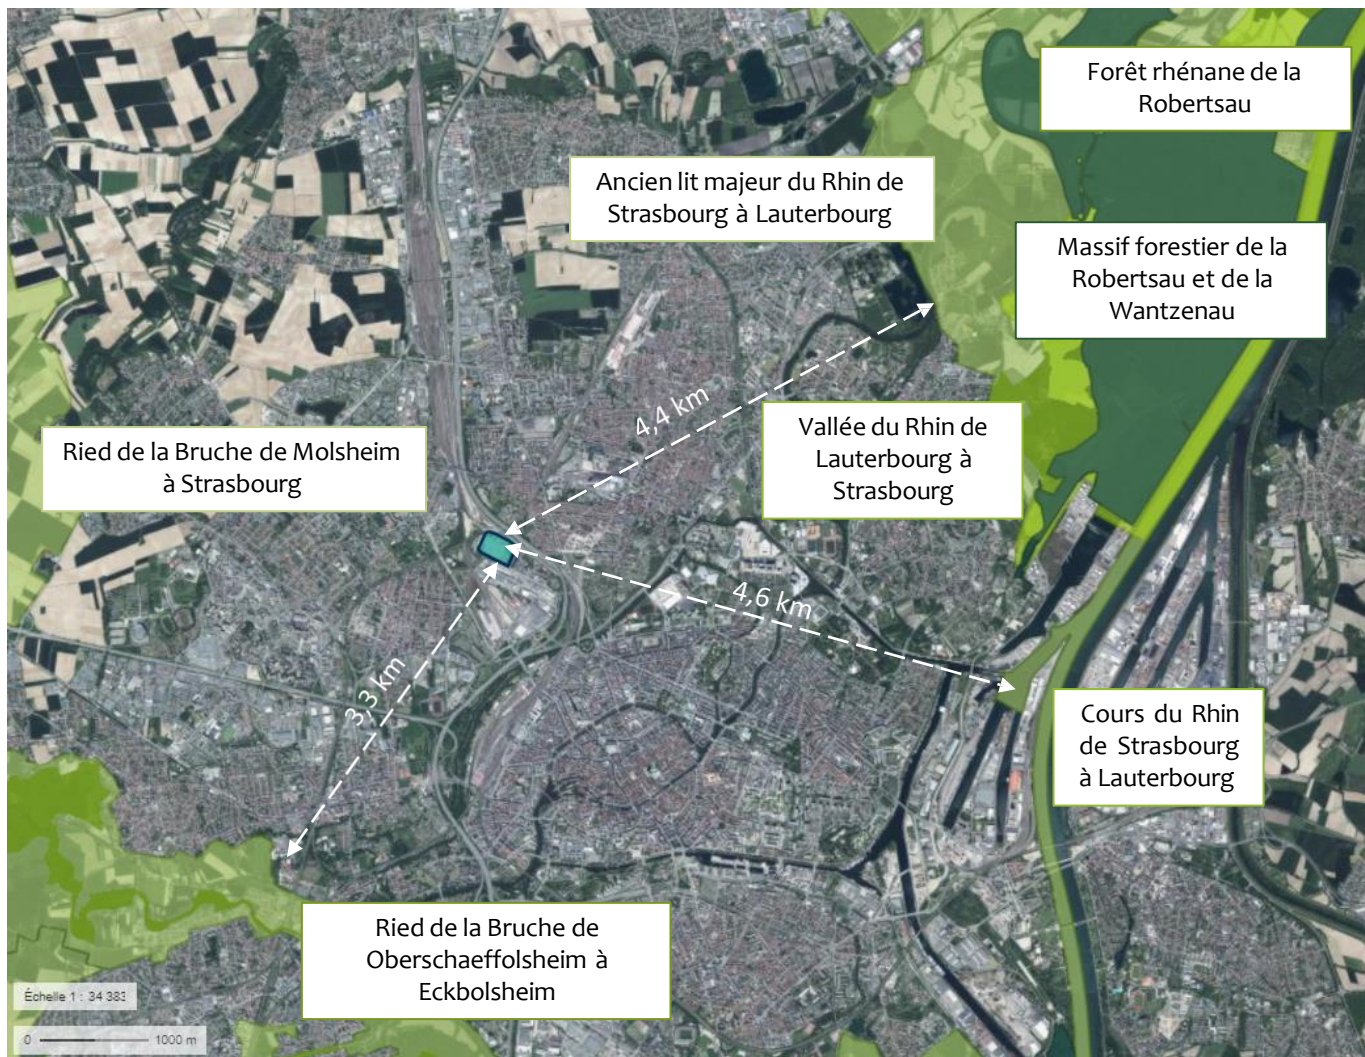 Forêt rhénane de la
Robertsau
Ancien lit majeur du Rhin de
Strasbourg à Lauterbourg
Massif forestier de la
Robertsau et de la
Wantzenau
4,4 km
Vallée du Rhin de
Lauterbourg à
Strasbourg
Ried de la Bruche de Molsheim
à Strasbourg
4,6 km
3,3 km
Cours du Rhin
de Strasbourg
à Lauterbourg
Ried de la Bruche de
Oberschaeffolsheim à
Eckbolsheim
Échelle 1 : 34 383
0 1000 m